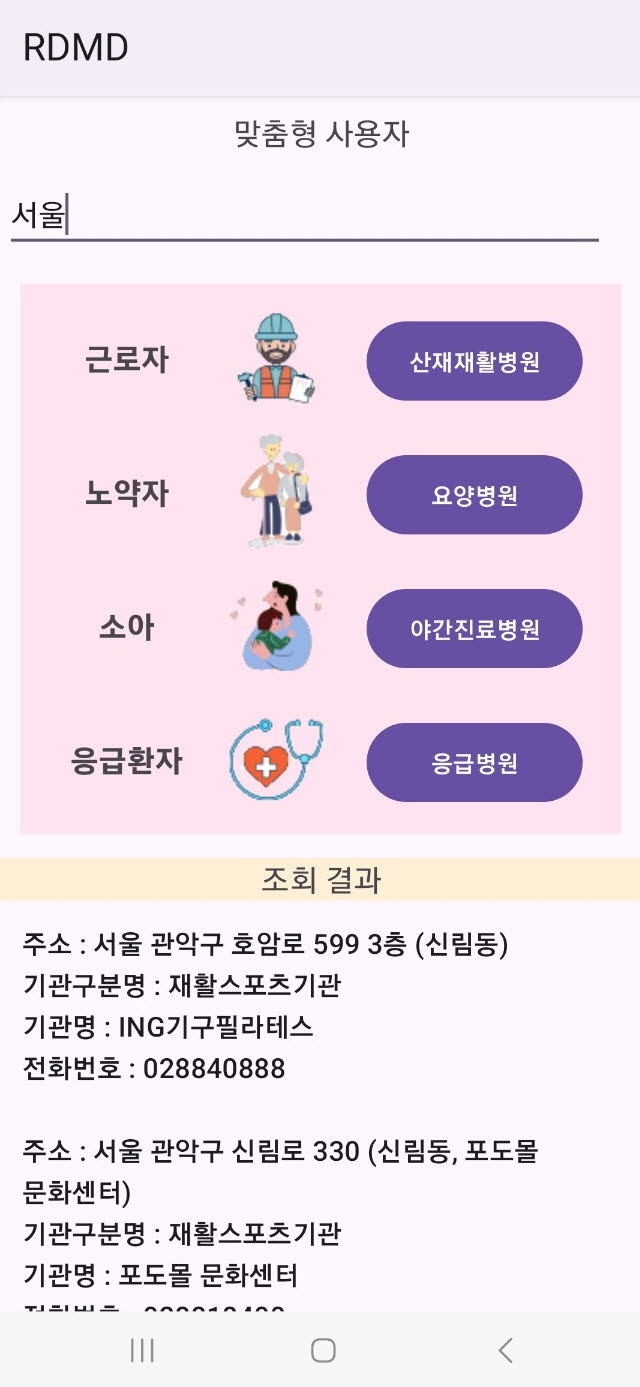 RDMD
맞춤형 사용자
서울
근로자
산재재활병원
노약자
요양병원
소아
야간진료병원
응급환자
응급병원
조회 결과
주소 : 서울 관악구 호암로 599 3층 (신림동)
기관구분명 : 재활스포츠기관
기관명 : ING기구필라테스
전화번호 : 028840888
주소 : 서울 관악구 신림로 330 (신림동, 포도몰
문화센터)
기관구분명 : 재활스포츠기관
기관명 : 포도몰 문화센터
전화번호 :